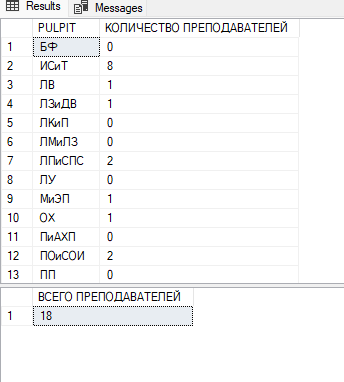 Results Messages
PULPIT КОЛИЧЕСТВО ПРЕПОДАВАТЕЛЕЙ
1 БФ 0
2 ИСиТ 8
3 ЛВ 1
4 ЛЗиДВ 1
5 ЛКиП 0
6 ЛМиЛЗ 0
7 ЛПиСПС 2
8 ЛУ 0
9 МиЭП 1
10 ОХ 1
11 ПиАХП 0
12 ПОиСОИ 2
13 ПП 0
ВСЕГО ПРЕПОДАВАТЕЛЕЙ
1 18